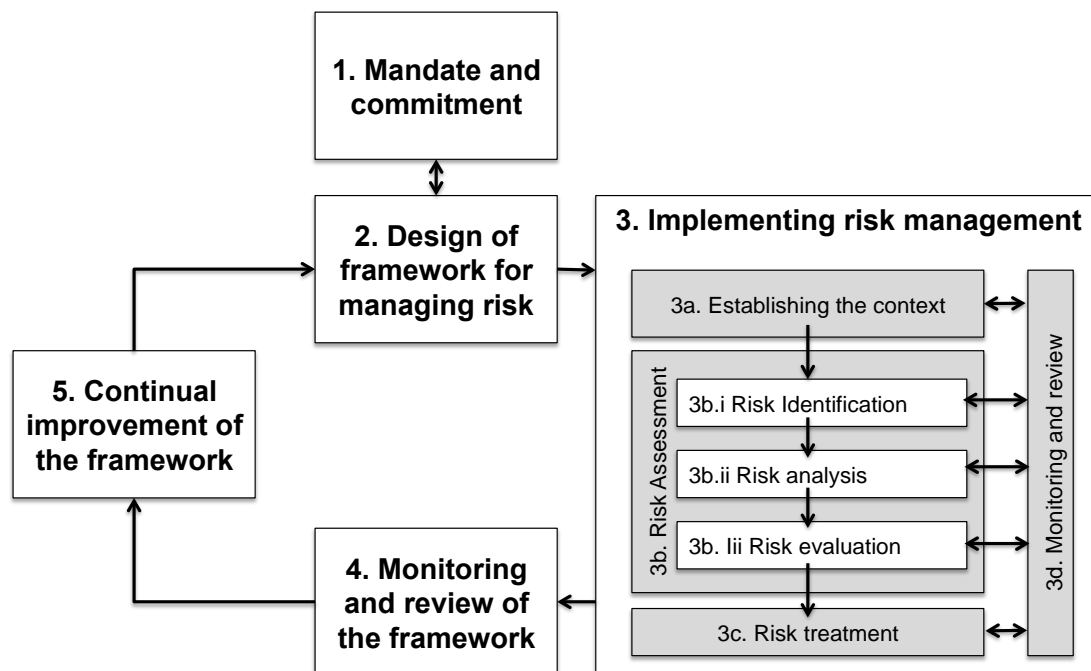 1. Mandate and
commitment
2. Design of
framework for
managing risk
3. Implementing risk management
3a. Establishing the context
3b. Risk Assessment
3b.i Risk Identification
3b.ii Risk analysis
3b. Iii Risk evaluation
3c. Risk treatment
3d. Monitoring and review
4. Monitoring
and review of
the framework
5. Continual
improvement of
the framework